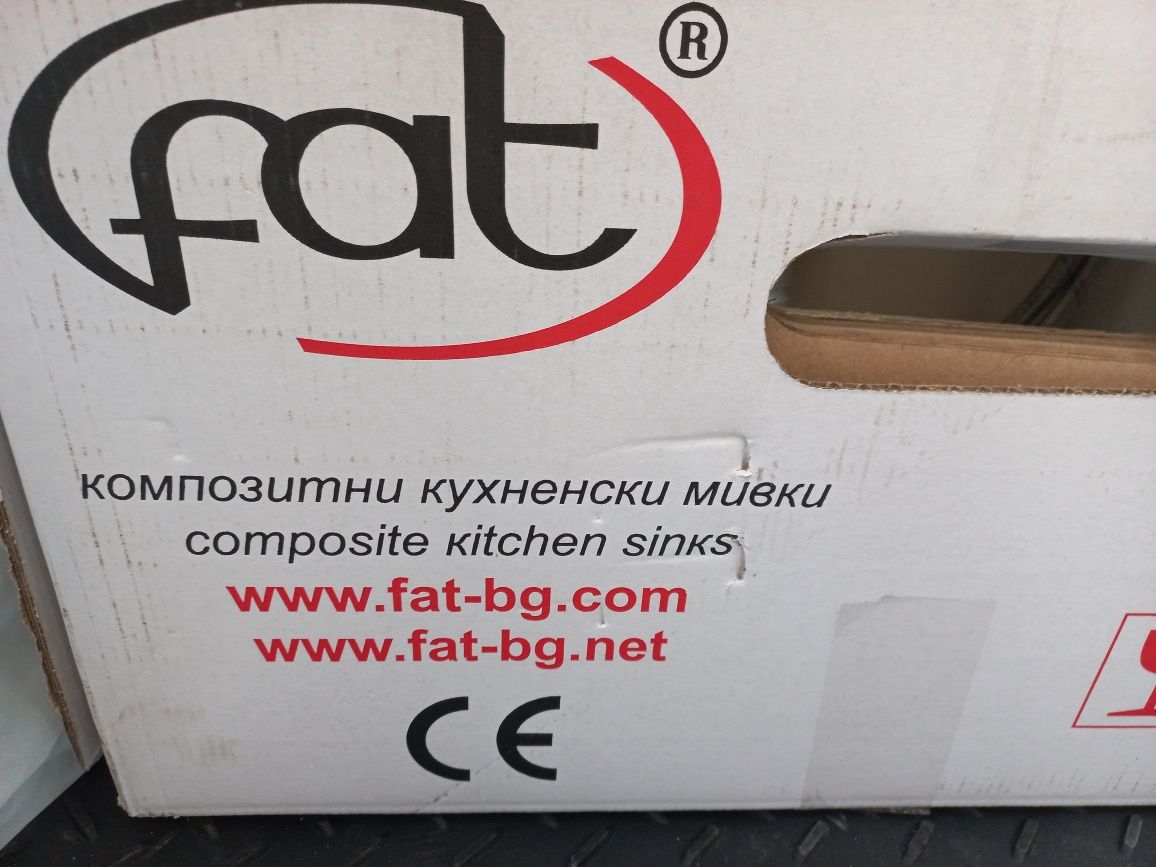 fat ®
композитни кухненски мивки
composite kitchen sinks
www.fat-bg.com
www.fat-bg.net
CE